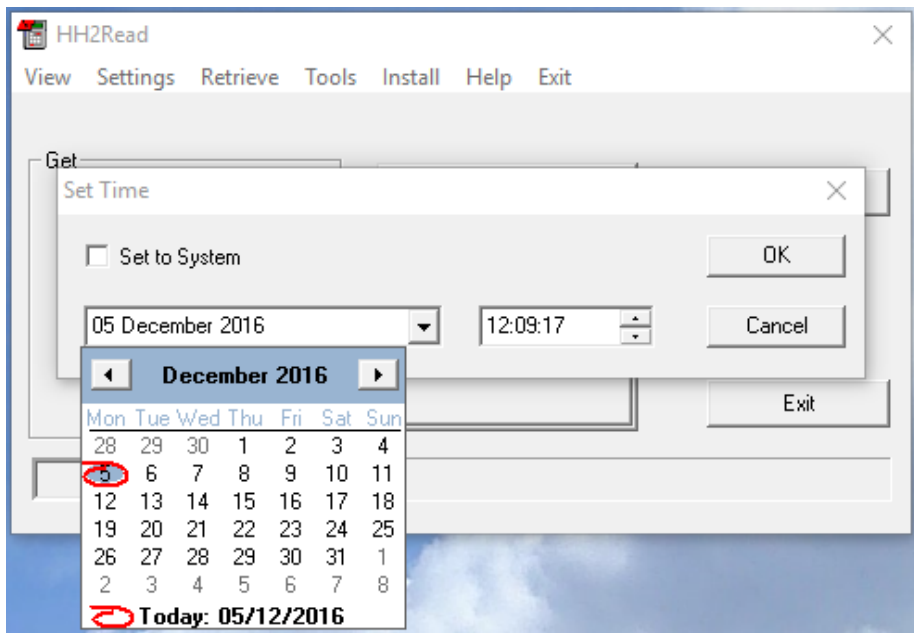 HH2Read
View Settings Retrieve Tools Install Help Exit
Get
Set Time
Set to System
OK
05 December 2016
12:09:17
Cancel
December 2016
Exit
Mon Tue Wed Thu Fri Sat Sun
28 29 30 1 2 3 4
5 6 7 8 9 10 11
12 13 14 15 16 17 18
19 20 21 22 23 24 25
26 27 28 29 30 31 1
2 3 4 5 6 7 8
Today: 05/12/2016